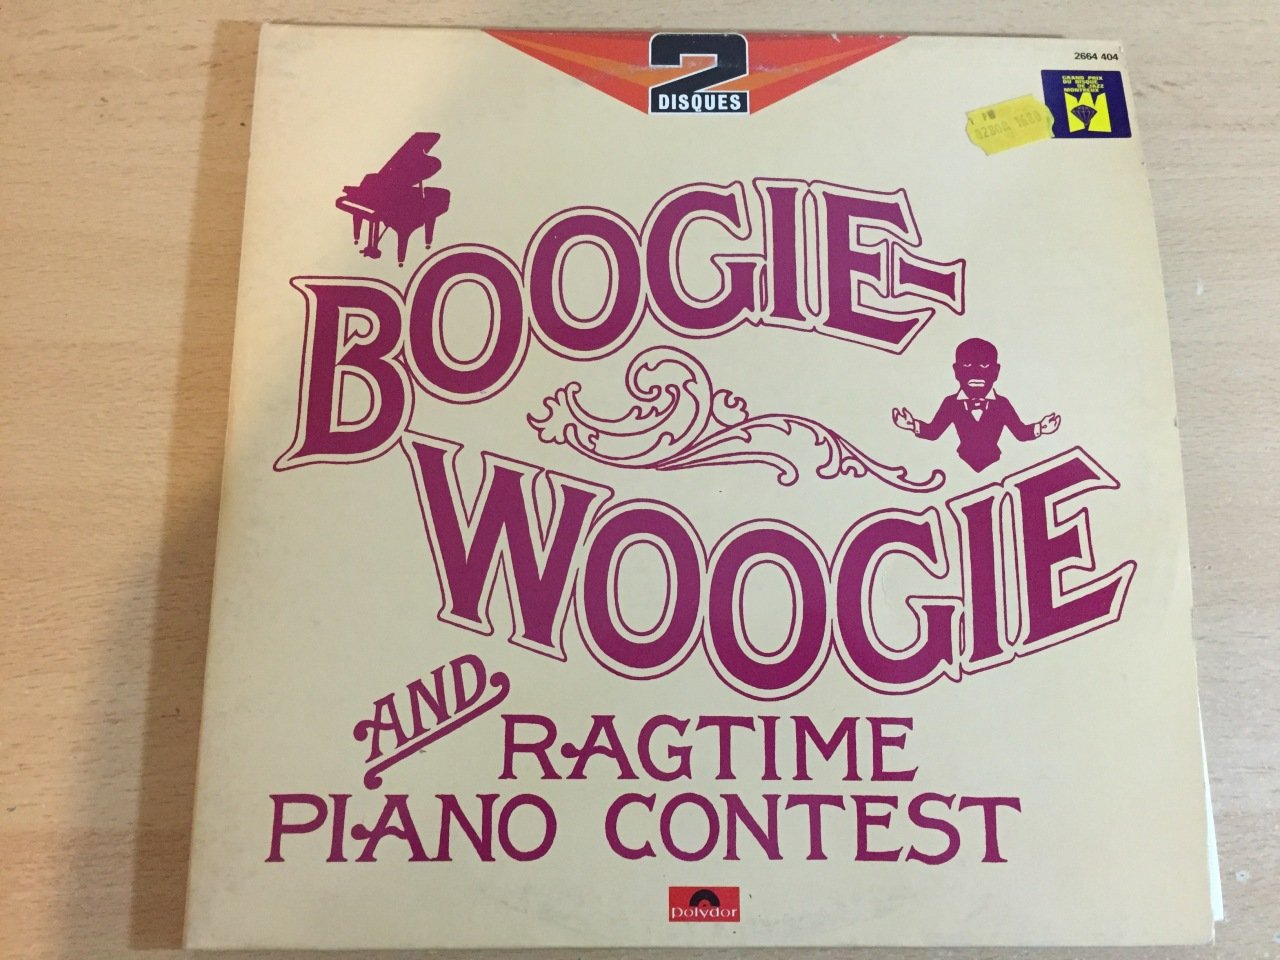 2
DISQUES
2664 404
GRAND PRIX
DU DISQUE
DE JAZZ
MONTREUX
BOOGIE-
WOOGIE
AND RAGTIME
PIANO CONTEST
polydor